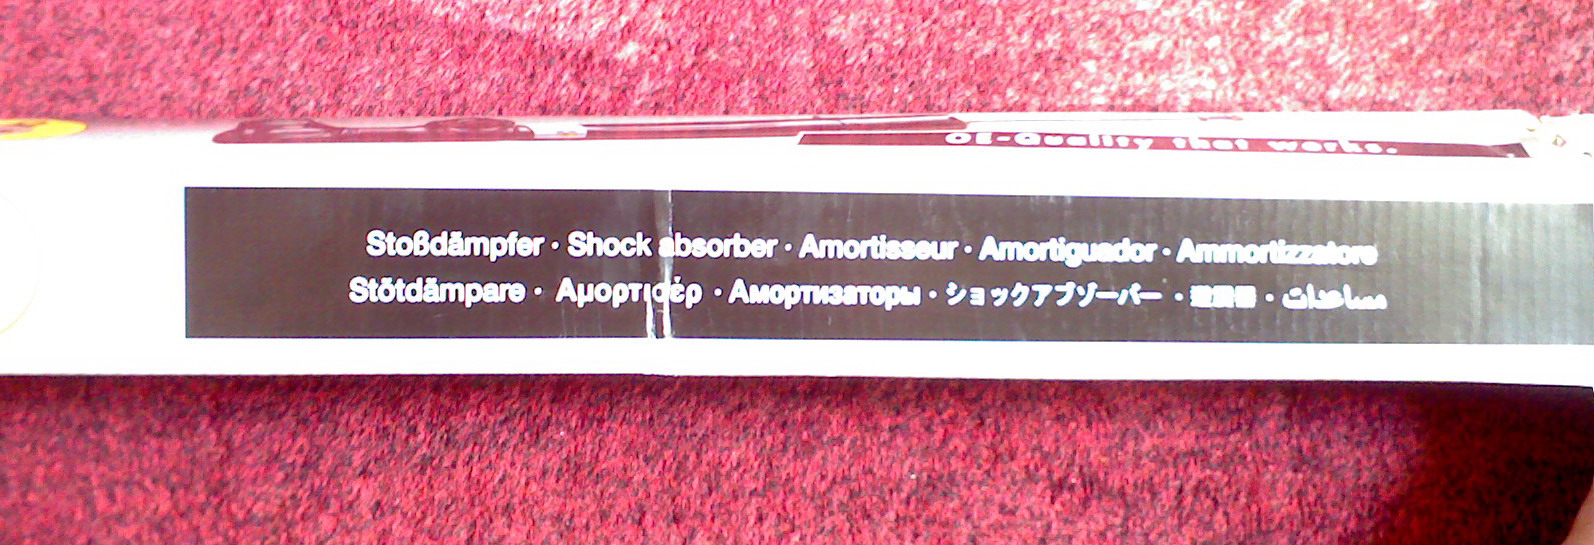 OE-Quality that works.
Stoßdämpfer · Shock absorber · Amortisseur · Amortiguador · Ammortizzatore
Stötdämpare · Αμορτισέρ · Амортизаторы · ショックアブゾーバー · · مساعدات